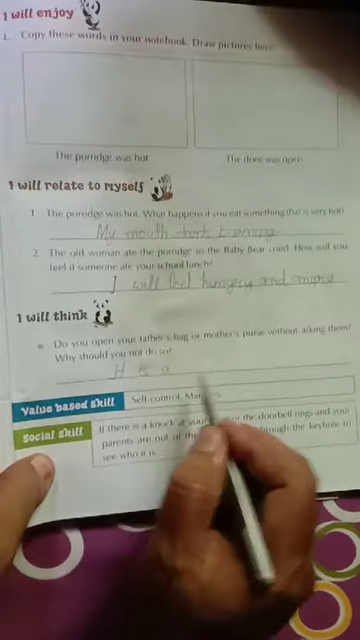 I will enjoy
1. Copy these words in your notebook. Draw pictures here
The porridge was hot
The door was open
I will relate to myself
1. The porridge was hot. What happens if you eat something that is very hot?
My mouth
2. The old woman ate the porridge so the Baby Bear cried. How will you
feel if someone ate your school lunch?
I will feel hungry and
I will think
Do you open your father's bag or mother's purse without asking them?
Why should you not do so?
It is a
Value based skill
Self-control,
Social skill
If there is a knock at your the doorbell rings and your
parents are out of the through the keyhole to
see who it is